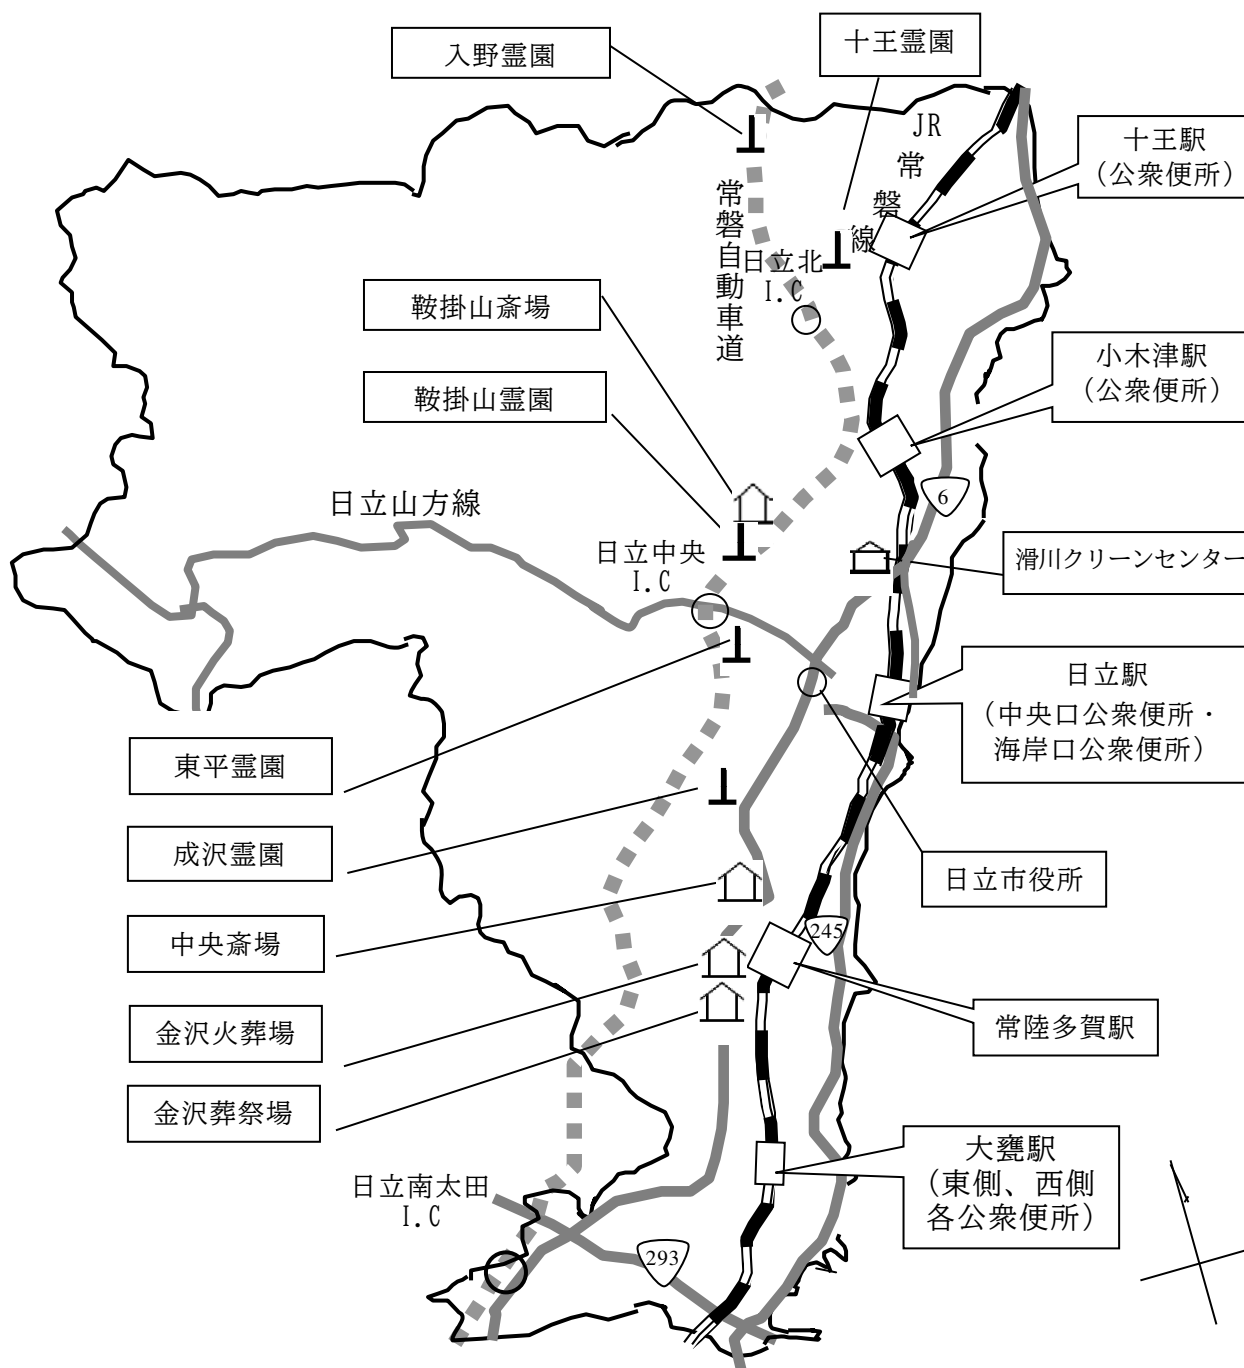 入野霊園
十王霊園
JR
常
磐
線
十王駅
（公衆便所）
常磐自動車道
日立北
I.C
鞍掛山斎場
小木津駅
（公衆便所）
鞍掛山霊園
日立山方線
6
日立中央
I.C
滑川クリーンセンター
日立駅
（中央口公衆便所・
海岸口公衆便所）
東平霊園
成沢霊園
日立市役所
中央斎場
245
金沢火葬場
常陸多賀駅
金沢葬祭場
大甕駅
（東側、西側
各公衆便所）
日立南太田
I.C
293